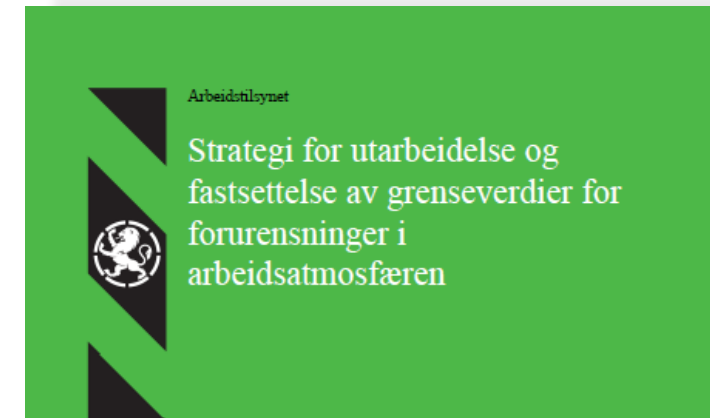 Arbeidstilsynet
Strategi for utarbeidelse og
fastsettelse av grenseverdier for
forurensninger i
arbeidsatmosfæren